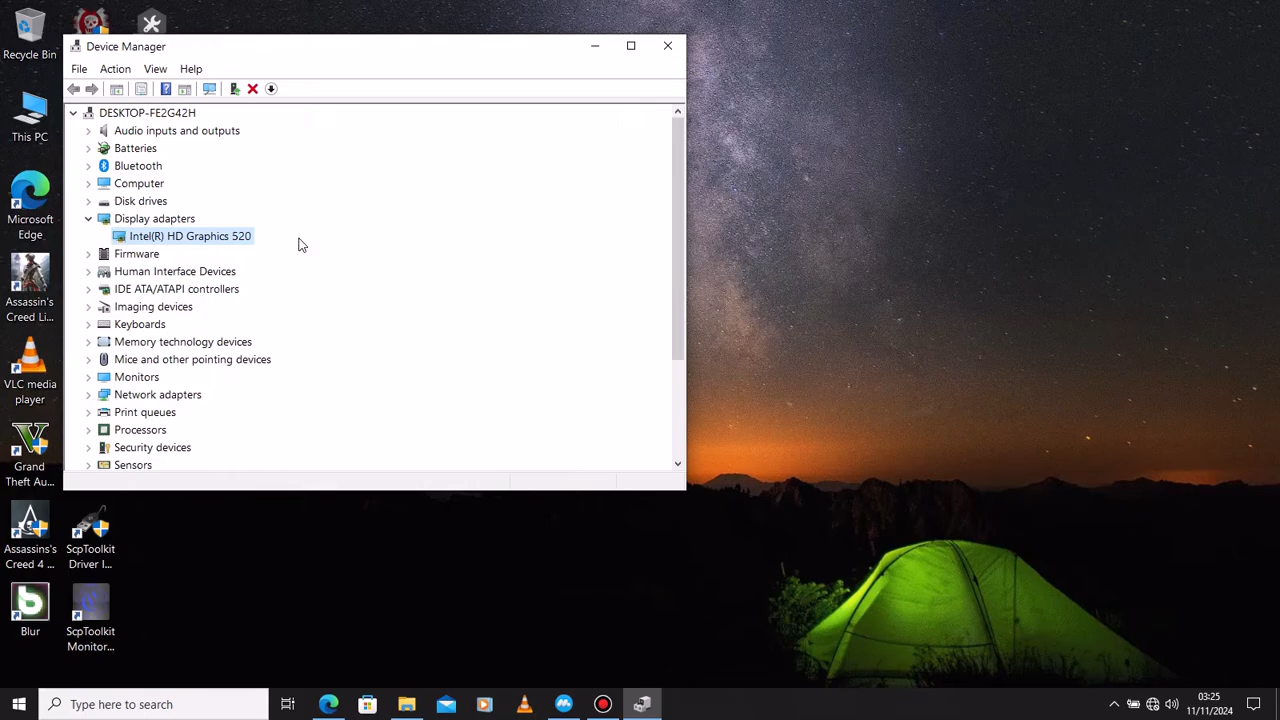 Recycle Bin
This PC
Microsoft
Edge
Assassin's
Creed Li...
VLC media
player
Grand
Theft Au...
Assassins's
Creed 4 ...
ScpToolkit
Driver I...
Blur
ScpToolkit
Monitor...
Device Manager
File Action View Help
DESKTOP-FE2G42H
Audio inputs and outputs
Batteries
Bluetooth
Computer
Disk drives
Display adapters
Intel(R) HD Graphics 520
Firmware
Human Interface Devices
IDE ATA/ATAPI controllers
Imaging devices
Keyboards
Memory technology devices
Mice and other pointing devices
Monitors
Network adapters
Print queues
Processors
Security devices
Sensors
Type here to search
03:25
11/11/2024